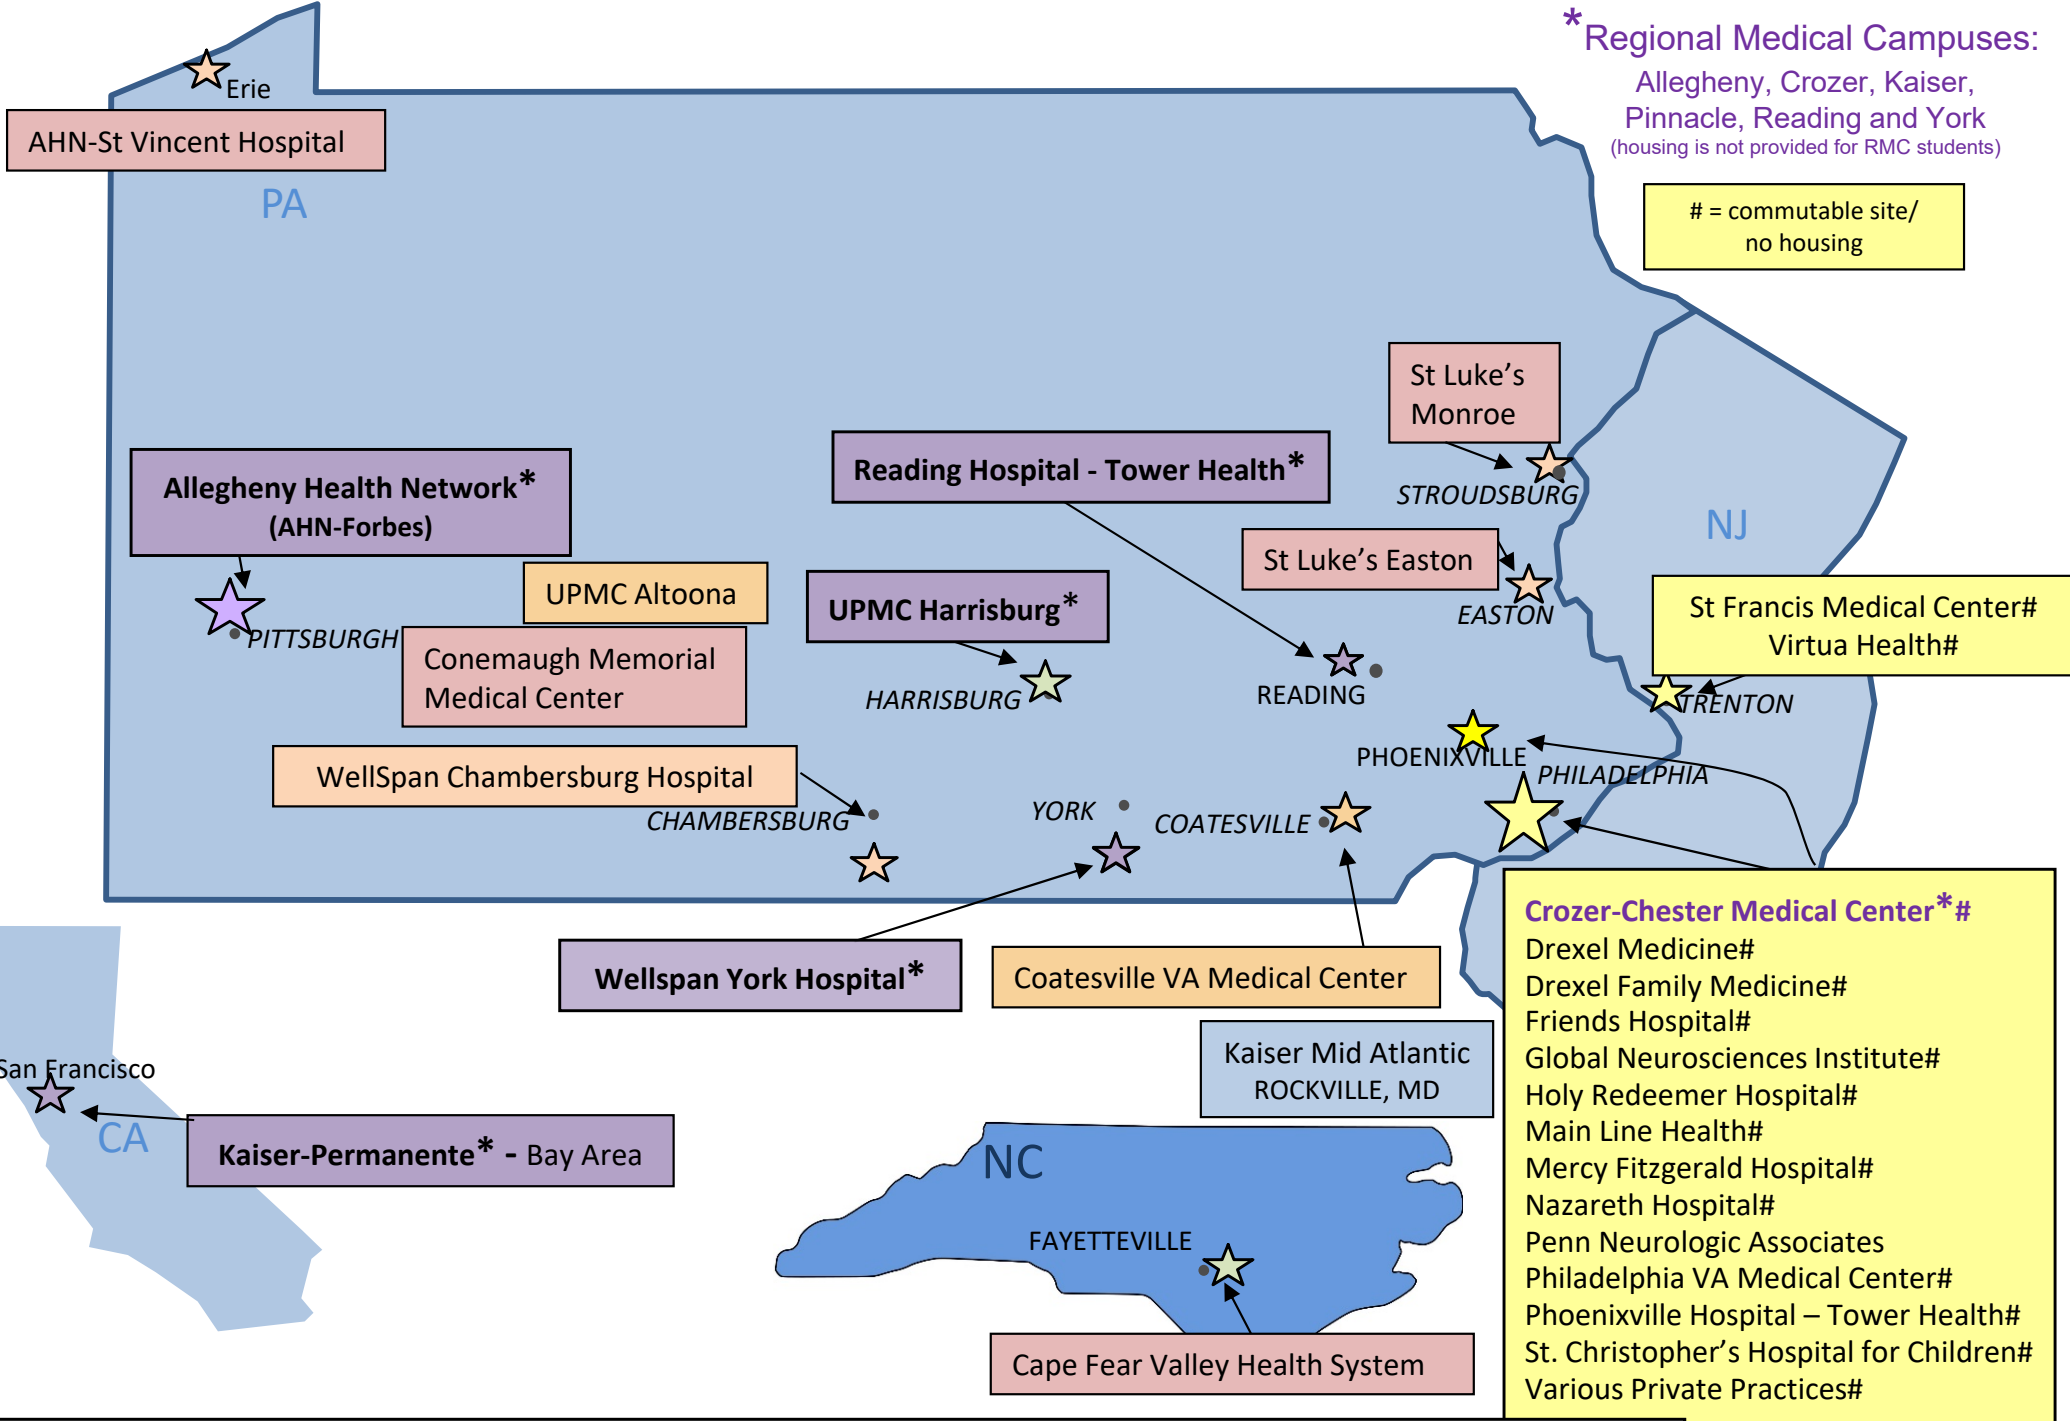 *Regional Medical Campuses:
Allegheny, Crozer, Kaiser,
Pinnacle, Reading and York
(housing is not provided for RMC students)
# = commutable site/
no housing
Erie
AHN-St Vincent Hospital
PA
St Luke’s
Monroe
STROUDSBURG
Reading Hospital - Tower Health*
Allegheny Health Network*
(AHN-Forbes)
NJ
St Luke’s Easton
EASTON
UPMC Altoona
UPMC Harrisburg*
St Francis Medical Center#
Virtua Health#
PITTSBURGH
Conemaugh Memorial
Medical Center
HARRISBURG
READING
TRENTON
PHOENIXVILLE
PHILADELPHIA
WellSpan Chambersburg Hospital
CHAMBERSBURG
YORK
COATESVILLE
Wellspan York Hospital*
Coatesville VA Medical Center
Kaiser Mid Atlantic
ROCKVILLE, MD
Crozer-Chester Medical Center*#
Drexel Medicine#
Drexel Family Medicine#
Friends Hospital#
Global Neurosciences Institute#
Holy Redeemer Hospital#
Main Line Health#
Mercy Fitzgerald Hospital#
Nazareth Hospital#
Penn Neurologic Associates
Philadelphia VA Medical Center#
Phoenixville Hospital – Tower Health#
St. Christopher’s Hospital for Children#
Various Private Practices#
San Francisco
CA
Kaiser-Permanente* - Bay Area
NC
FAYETTEVILLE
Cape Fear Valley Health System